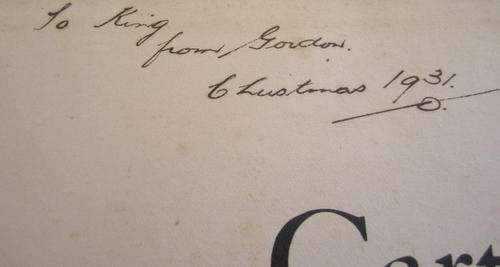 To King
from Gordon.
Christmas 1931.
Cart